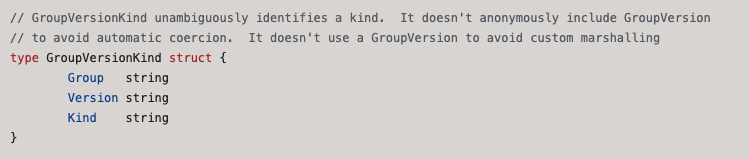 // GroupVersionKind unambiguously identifies a kind.  It doesn't anonymously include GroupVersion
// to avoid automatic coercion.  It doesn't use a GroupVersion to avoid custom marshalling
type GroupVersionKind struct {
        Group   string
        Version string
        Kind    string
}